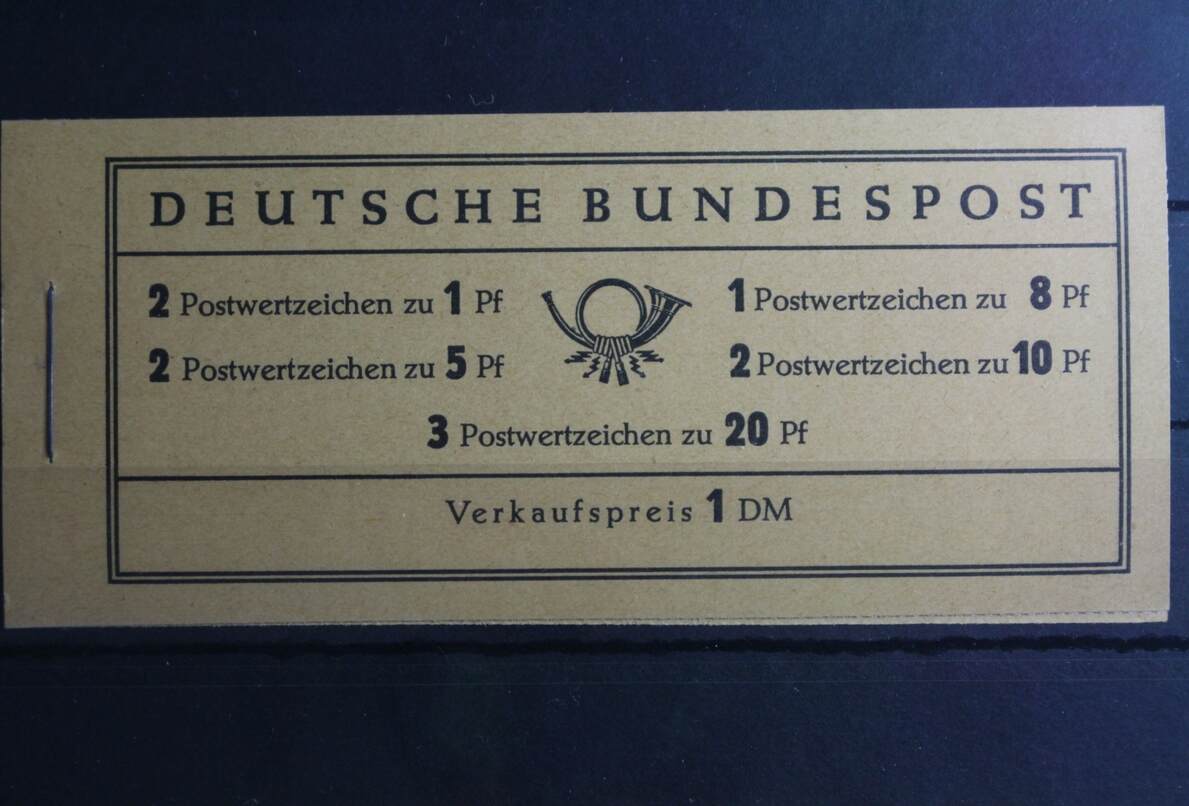 DEUTSCHE BUNDESPOST
2 Postwertzeichen zu 1 Pf
1 Postwertzeichen zu 8 Pf
2 Postwertzeichen zu 5 Pf
2 Postwertzeichen zu 10 Pf
3 Postwertzeichen zu 20 Pf
Verkaufspreis 1 DM